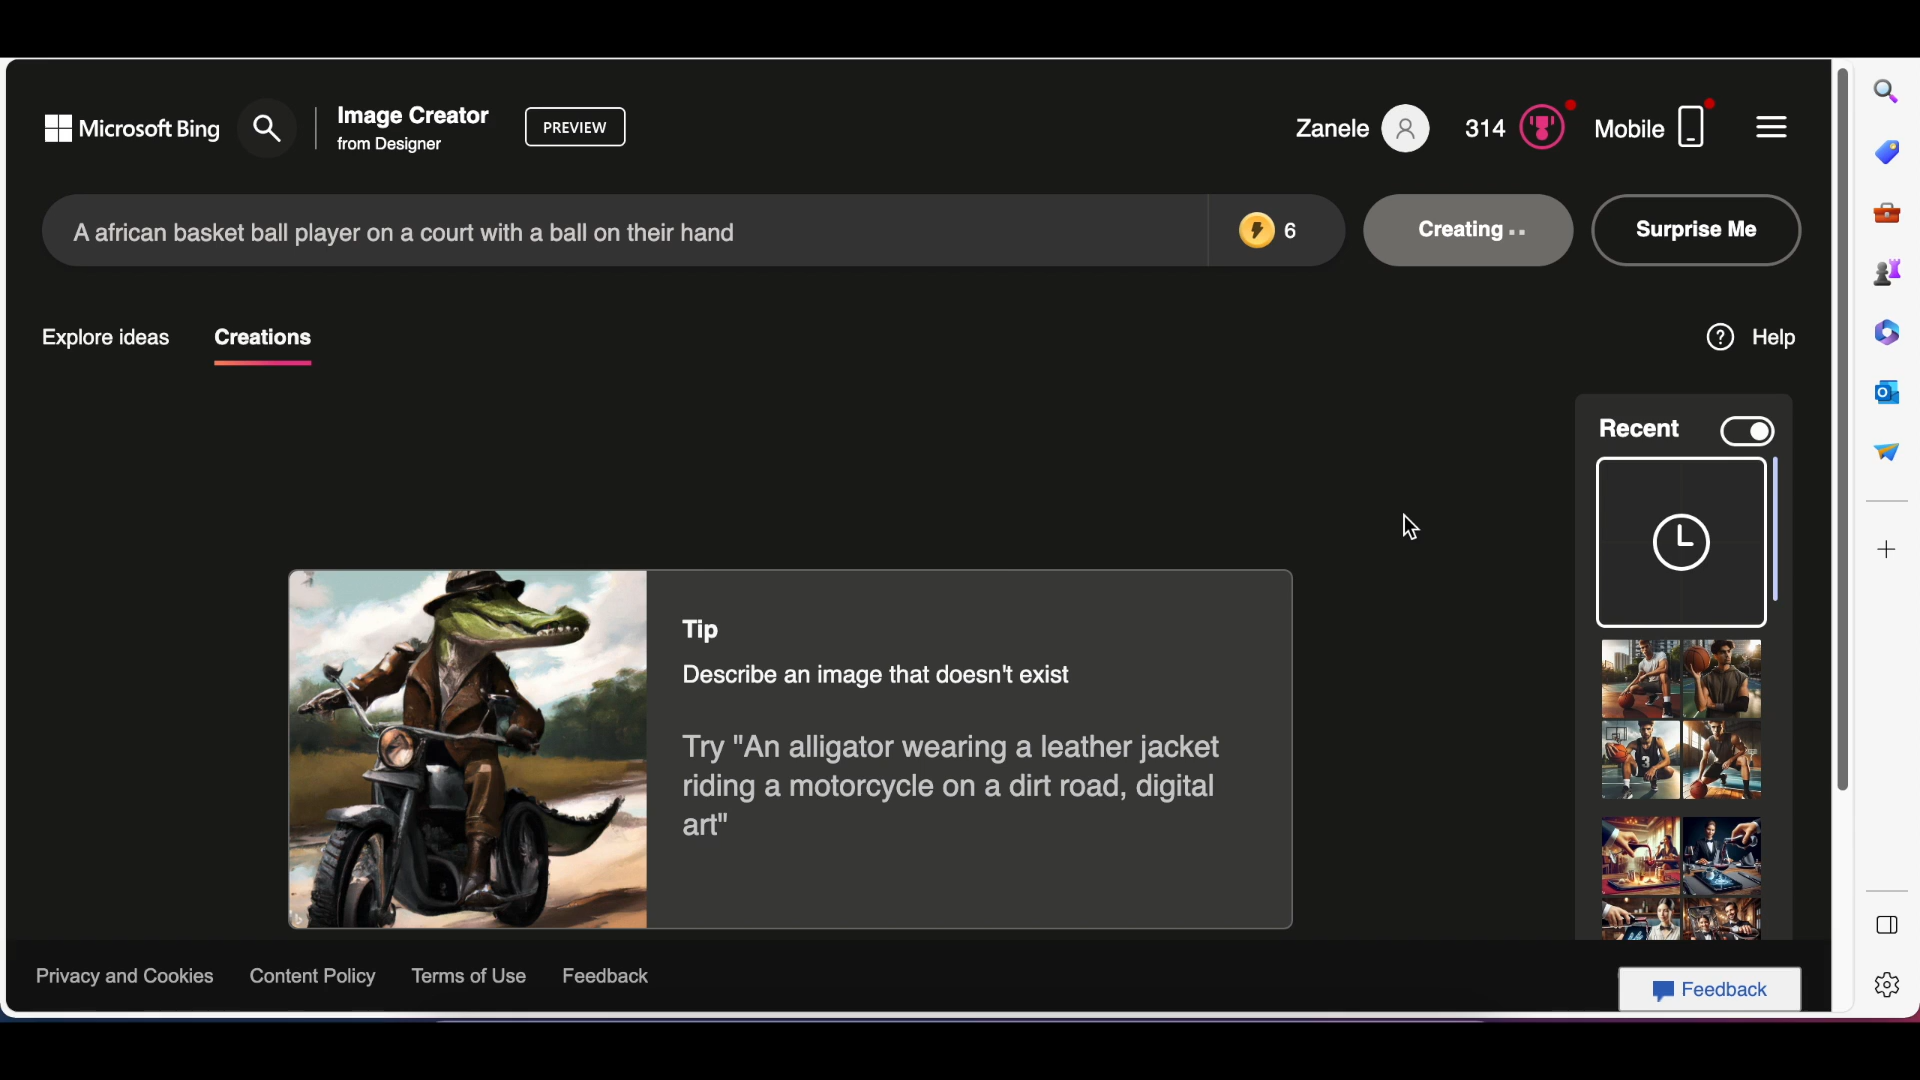 Microsoft Bing
Image Creator
from Designer
PREVIEW
Zanele
314
Mobile
A african basket ball player on a court with a ball on their hand
6
Creating
Surprise Me
Explore ideas
Creations
Help
Recent
Tip
Describe an image that doesn't exist
Try "An alligator wearing a leather jacket
riding a motorcycle on a dirt road, digital
art"
Privacy and Cookies
Content Policy
Terms of Use
Feedback
Feedback